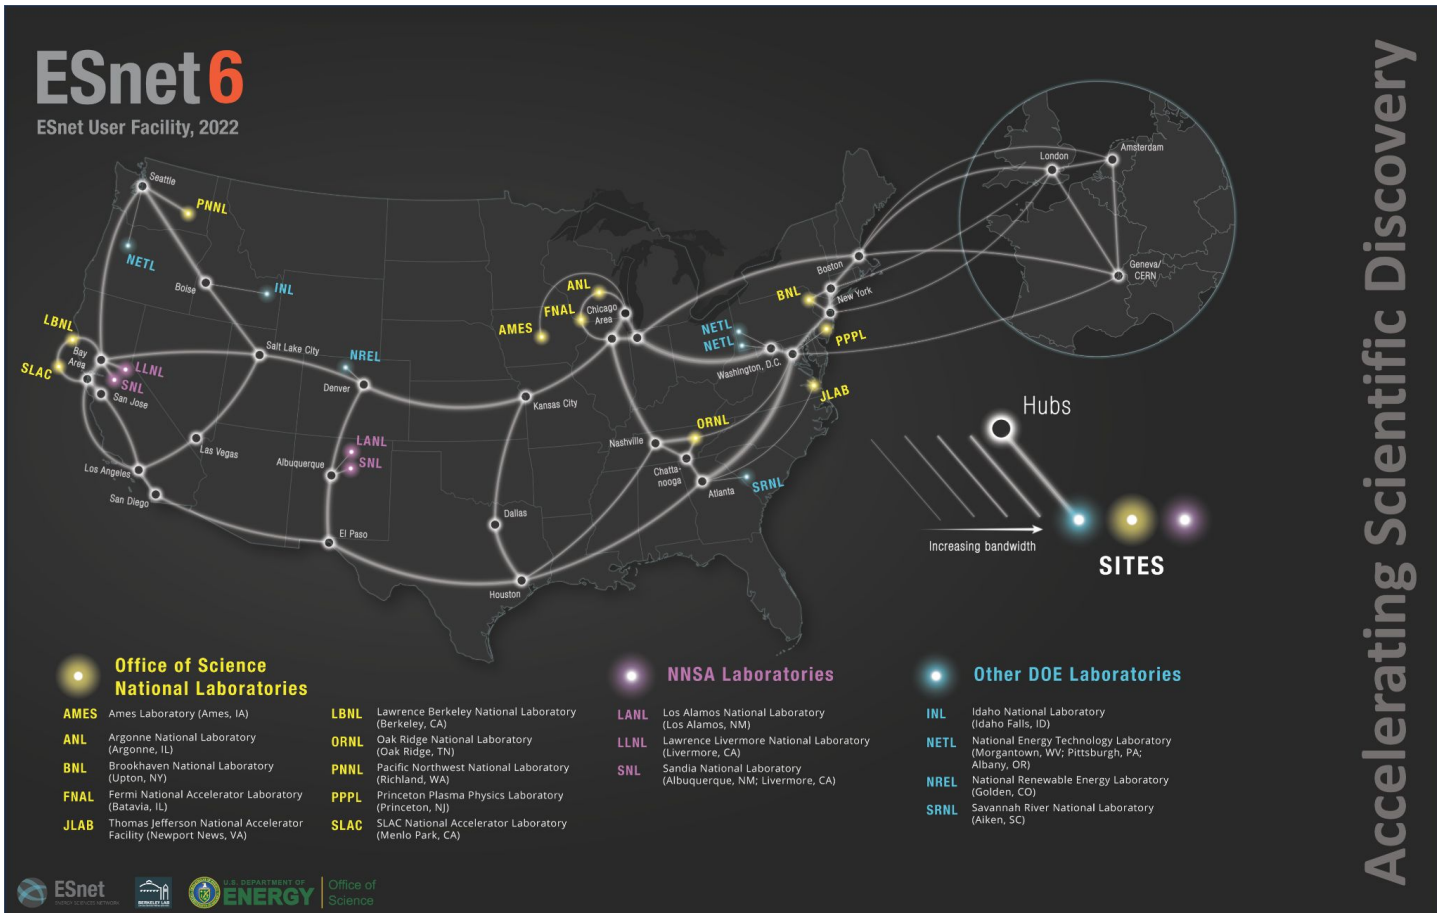 ESnet6
ESnet User Facility, 2022
Accelerating Scientific Discovery
Seattle
PNNL
NETL
Boise
INL
LBNL
Bay
Area
SLAC
LLNL
SNL
San Jose
Salt Lake City
NREL
Denver
Las Vegas
Los Angeles
San Diego
Albuquerque
LANL
SNL
El Paso
Kansas City
Dallas
Houston
AMES
ANL
FNAL
Chicago
Area
Nashville
ORNL
Chatta-
nooga
Atlanta
SRNL
NETL
NETL
Washington, D.C.
JLAB
PPPL
BNL
New York
Boston
London
Amsterdam
Geneva/
CERN
Hubs
Increasing bandwidth
SITES
Office of Science
National Laboratories
AMES Ames Laboratory (Ames, IA)
ANL Argonne National Laboratory
(Argonne, IL)
BNL Brookhaven National Laboratory
(Upton, NY)
FNAL Fermi National Accelerator Laboratory
(Batavia, IL)
JLAB Thomas Jefferson National Accelerator
Facility (Newport News, VA)
LBNL Lawrence Berkeley National Laboratory
(Berkeley, CA)
ORNL Oak Ridge National Laboratory
(Oak Ridge, TN)
PNNL Pacific Northwest National Laboratory
(Richland, WA)
PPPL Princeton Plasma Physics Laboratory
(Princeton, NJ)
SLAC SLAC National Accelerator Laboratory
(Menlo Park, CA)
NNSA Laboratories
LANL Los Alamos National Laboratory
(Los Alamos, NM)
LLNL Lawrence Livermore National Laboratory
(Livermore, CA)
SNL Sandia National Laboratory
(Albuquerque, NM; Livermore, CA)
Other DOE Laboratories
INL Idaho National Laboratory
(Idaho Falls, ID)
NETL National Energy Technology Laboratory
(Morgantown, WV; Pittsburgh, PA;
Albany, OR)
NREL National Renewable Energy Laboratory
(Golden, CO)
SRNL Savannah River National Laboratory
(Aiken, SC)
ESnet
ENERGY SCIENCES NETWORK
BERKELEY LAB
U.S. DEPARTMENT OF
ENERGY
Office of
Science